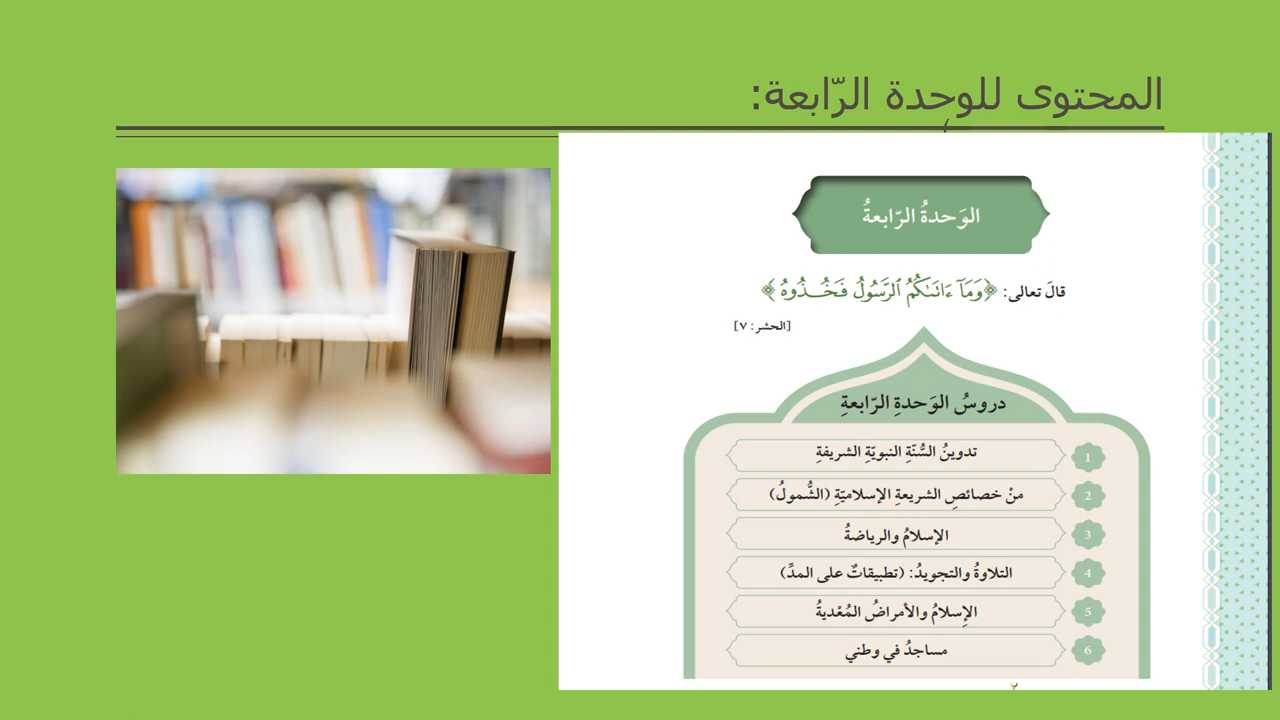 المحتوى للوحدة الرّابعة:
الوَحدةُ الرّابعةُ
قالَ تعالى: ﴿وَمَآ ءَاتَىٰكُمُ ٱلرَّسُولُ فَخُذُوهُ﴾
[الحشر: ٧]
دروسُ الوَحدةِ الرّابعةِ
1 تدوينُ السُّنّةِ النبويّةِ الشريفةِ
2 منْ خصائصِ الشريعةِ الإسلاميّةِ (الشُّمولُ)
3 الإسلامُ والرياضةُ
4 التلاوةُ والتجويدُ: (تطبيقاتٌ على المدِّ)
5 الإسلامُ والأمراضُ المُعْديةُ
6 مساجدُ في وطني